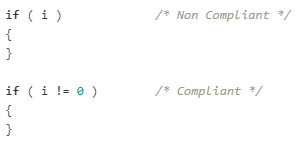 if ( i )             /* Non Compliant */
{
}
if ( i != 0 )        /* Compliant */
{
}